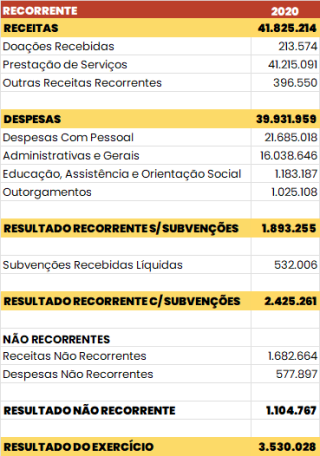 RECORRENTE 2020
RECEITAS 41.825.214
Doações Recebidas 213.574
Prestação de Serviços 41.215.091
Outras Receitas Recorrentes 396.550
DESPESAS 39.931.959
Despesas Com Pessoal 21.685.018
Administrativas e Gerais 16.038.646
Educação, Assistência e Orientação Social 1.183.187
Outorgamentos 1.025.108
RESULTADO RECORRENTE S/ SUBVENÇÕES 1.893.255
Subvenções Recebidas Líquidas 532.006
RESULTADO RECORRENTE C/ SUBVENÇÕES 2.425.261
NÃO RECORRENTES
Receitas Não Recorrentes 1.682.664
Despesas Não Recorrentes 577.897
RESULTADO NÃO RECORRENTE 1.104.767
RESULTADO DO EXERCÍCIO 3.530.028